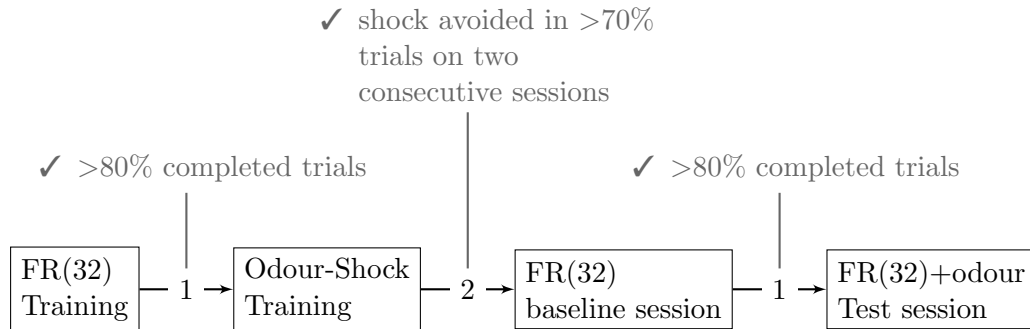 ✓ shock avoided in >70%
trials on two
consecutive sessions
✓ >80% completed trials
✓ >80% completed trials
FR(32)
Training
1
Odour-Shock
Training
2
FR(32)
baseline session
1
FR(32)+odour
Test session